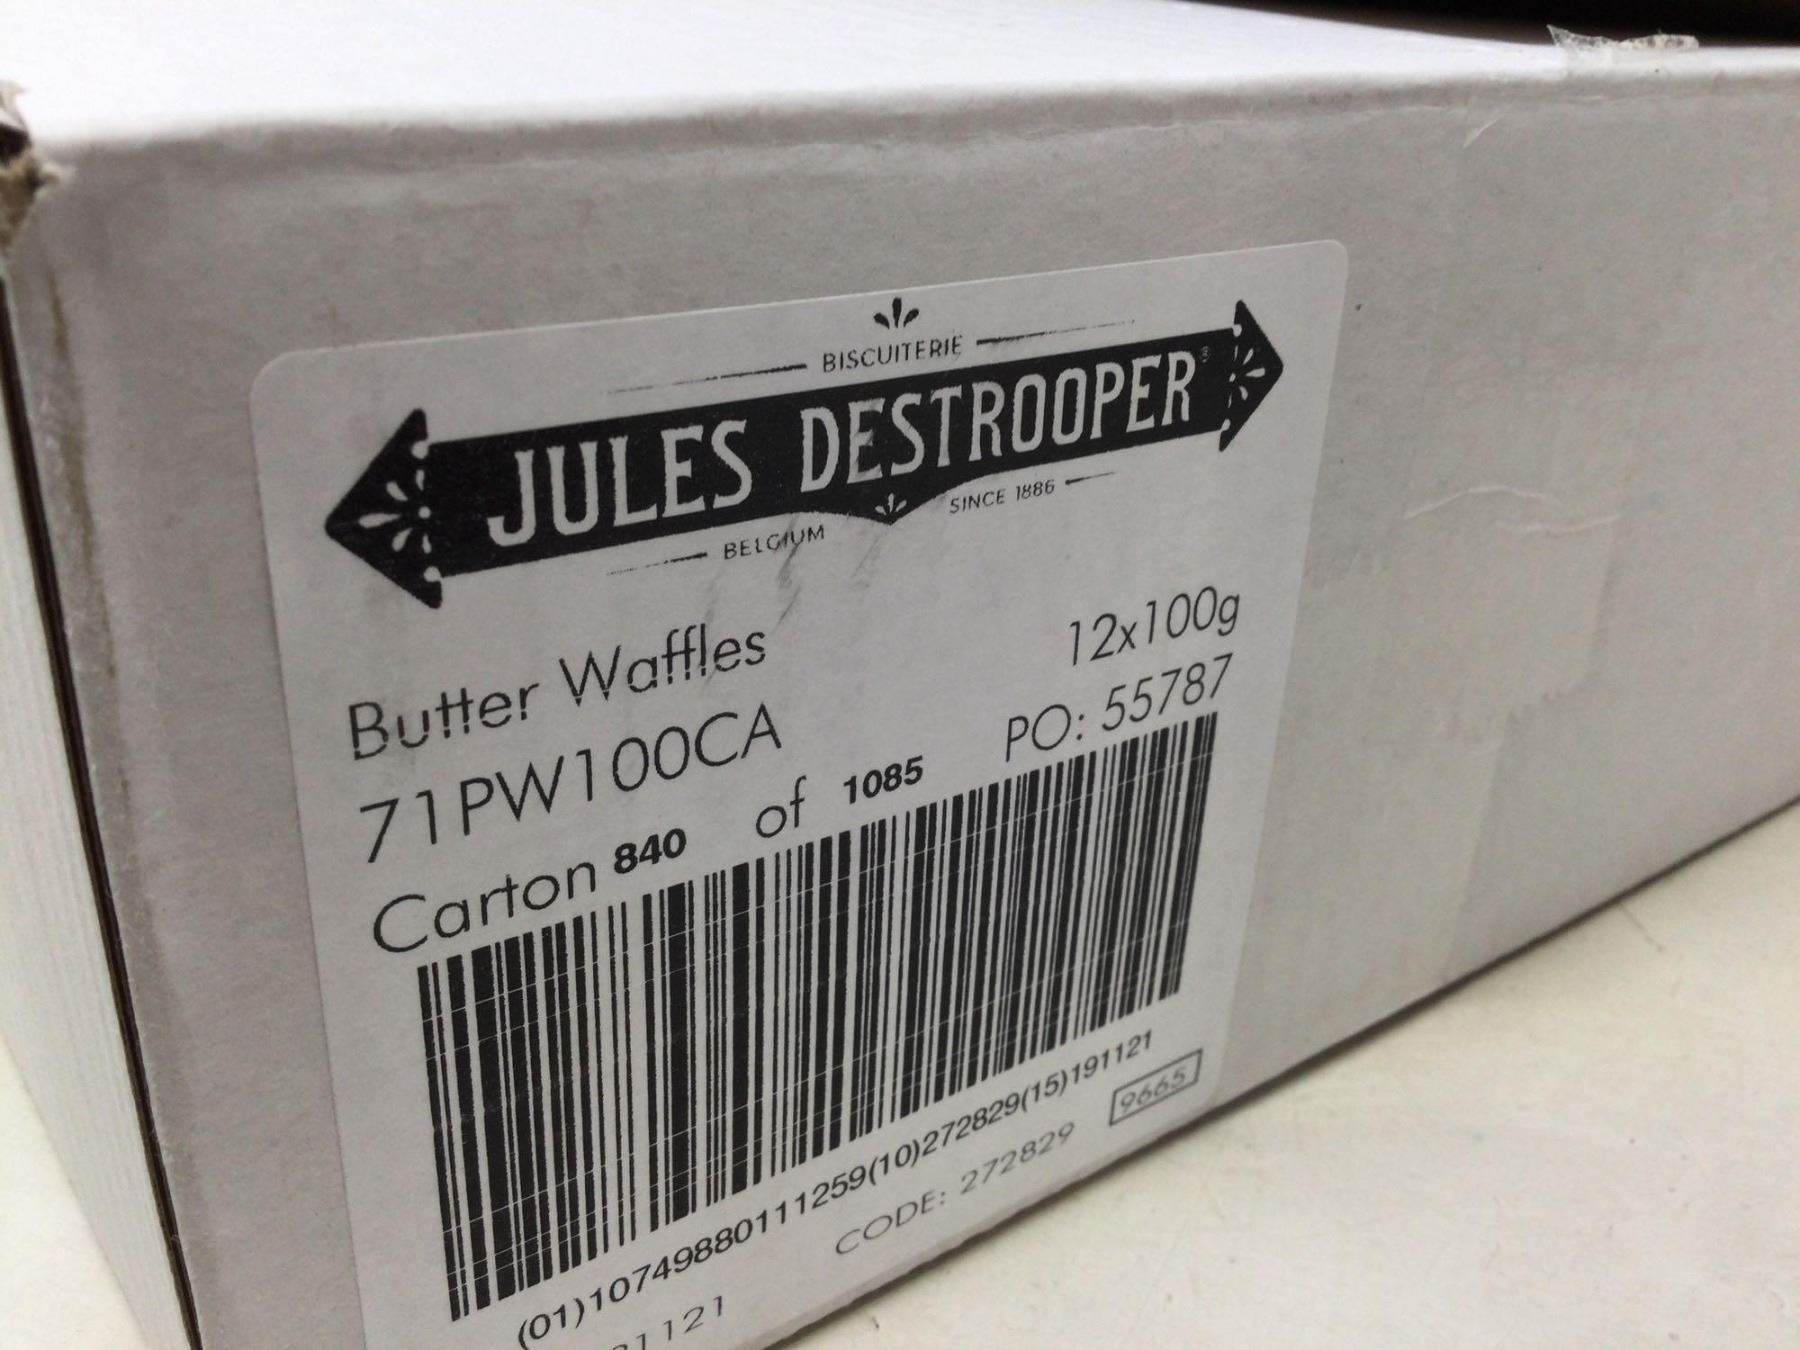 BISCUITERIE
JULES DESTROOPER®
BELGIUM SINCE 1886
Butter Waffles 12x100g
71PW100CA PO: 55787
Carton 840 of 1085
(01)10749880111259(10)272829(15)191121
1121 CODE: 272829 9665